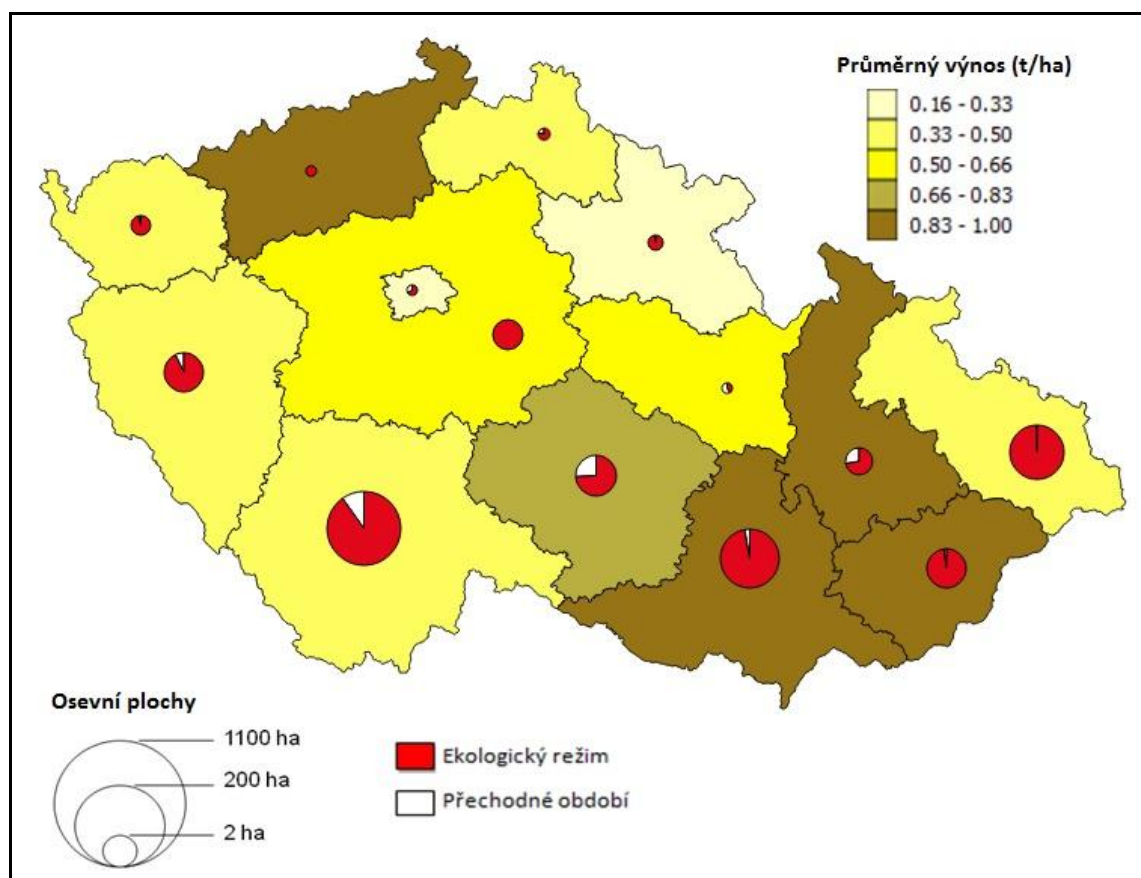 Průměrný výnos (t/ha)
0.16 - 0.33
0.33 - 0.50
0.50 - 0.66
0.66 - 0.83
0.83 - 1.00
Osevní plochy
1100 ha
200 ha
2 ha
Ekologický režim
Přechodné období